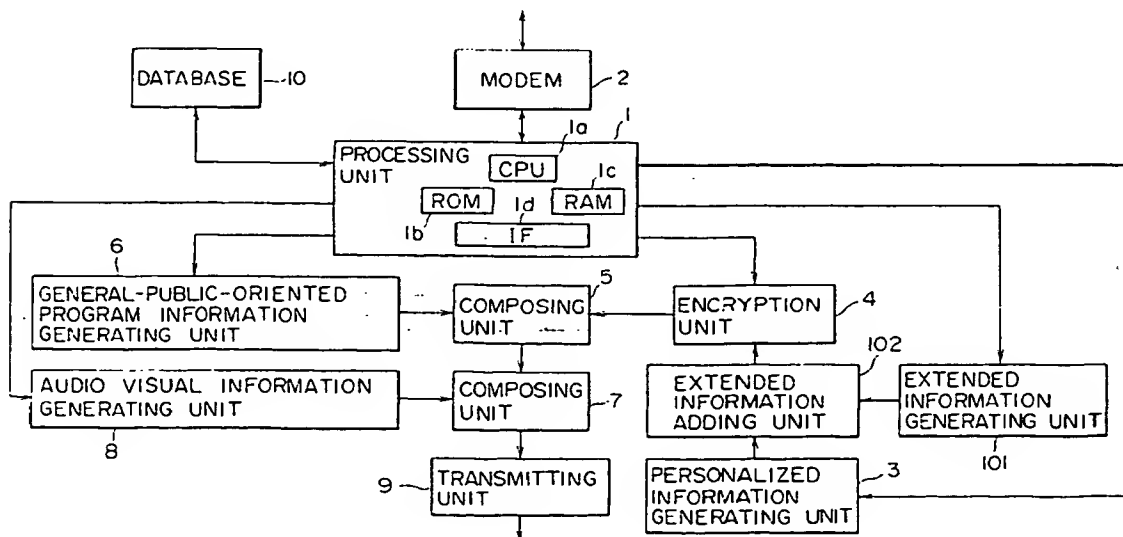 DATABASE
10
MODEM
2
1
PROCESSING
UNIT
1a
CPU
1c
ROM
RAM
1b
1d
IF
6
GENERAL-PUBLIC-ORIENTED
PROGRAM INFORMATION
GENERATING UNIT
5
COMPOSING
UNIT
ENCRYPTION
UNIT
4
AUDIO VISUAL INFORMATION
GENERATING UNIT
8
COMPOSING
UNIT
7
102
EXTENDED
INFORMATION
ADDING UNIT
EXTENDED
INFORMATION
GENERATING UNIT
101
9
TRANSMITTING
UNIT
3
PERSONALIZED
INFORMATION
GENERATING UNIT